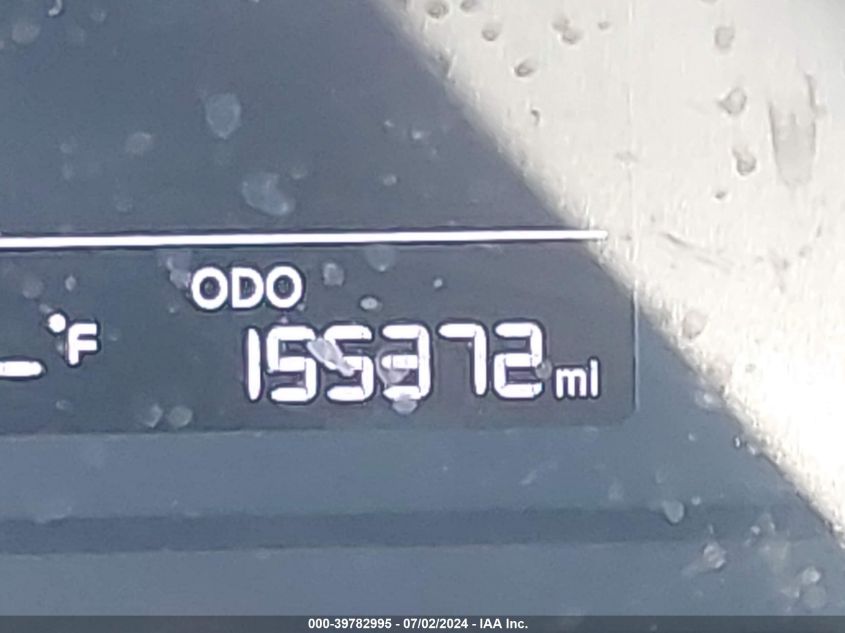 ODO
°F
155372 mi
000-39782995 - 07/02/2024 - IAA Inc.